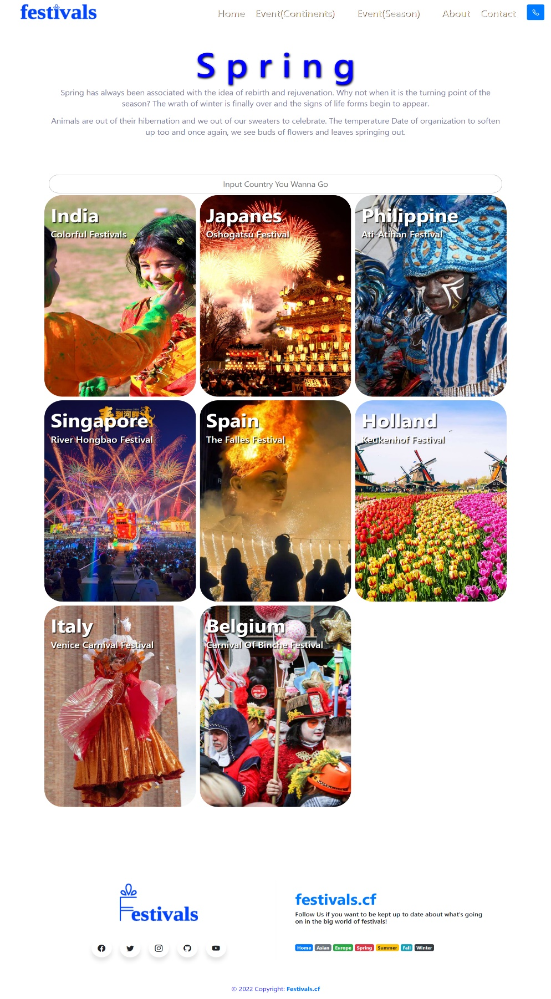 festivals
Home Event(Continents) Event(Season) About Contact
Spring
Spring has always been associated with the idea of rebirth and rejuvenation. Why not when it is the turning point of the
season? The wrath of winter is finally over and the signs of life forms begin to appear.
Animals are out of their hibernation and we out of our sweaters to celebrate. The temperature Date of organization to soften
up too and once again, we see buds of flowers and leaves springing out.
Input Country You Wanna Go
India
Colorful Festivals
Japanes
Oshogatsu Festival
Philippine
Ati-Atihan Festival
Singapore
River Hongbao Festival
Spain
The Falles Festival
Holland
Keukenhof Festival
Italy
Venice Carnival Festival
Belgium
Carnival Of Binche Festival
Festivals
festivals.cf
Follow Us if you want to be kept up to date about what's going
on in the big world of festivals!
Home Asian Europe Spring Summer Fall Winter
© 2022 Copyright: Festivals.cf